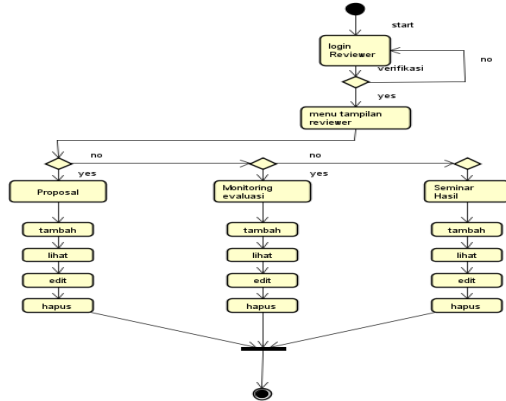 start
login
Reviewer
no
verifikasi
yes
menu tampilan
reviewer
no
no
yes
yes
Proposal
Monitoring
evaluasi
Seminar
Hasil
tambah
tambah
tambah
lihat
lihat
lihat
edit
edit
edit
hapus
hapus
hapus